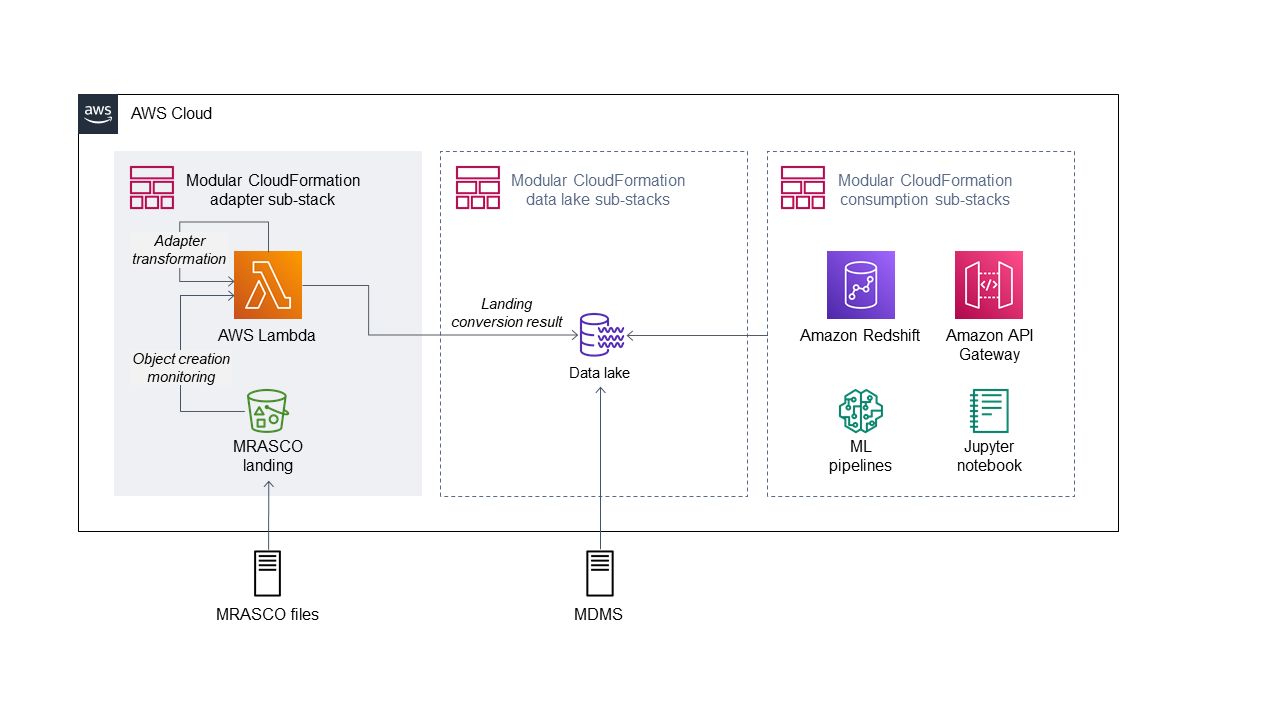 aws
AWS Cloud
Modular CloudFormation
adapter sub-stack
Adapter
transformation
AWS Lambda
Object creation
monitoring
MRASCO
landing
Modular CloudFormation
data lake sub-stacks
Landing
conversion result
Data lake
Modular CloudFormation
consumption sub-stacks
Amazon Redshift
Amazon API
Gateway
ML
pipelines
Jupyter
notebook
MRASCO files
MDMS